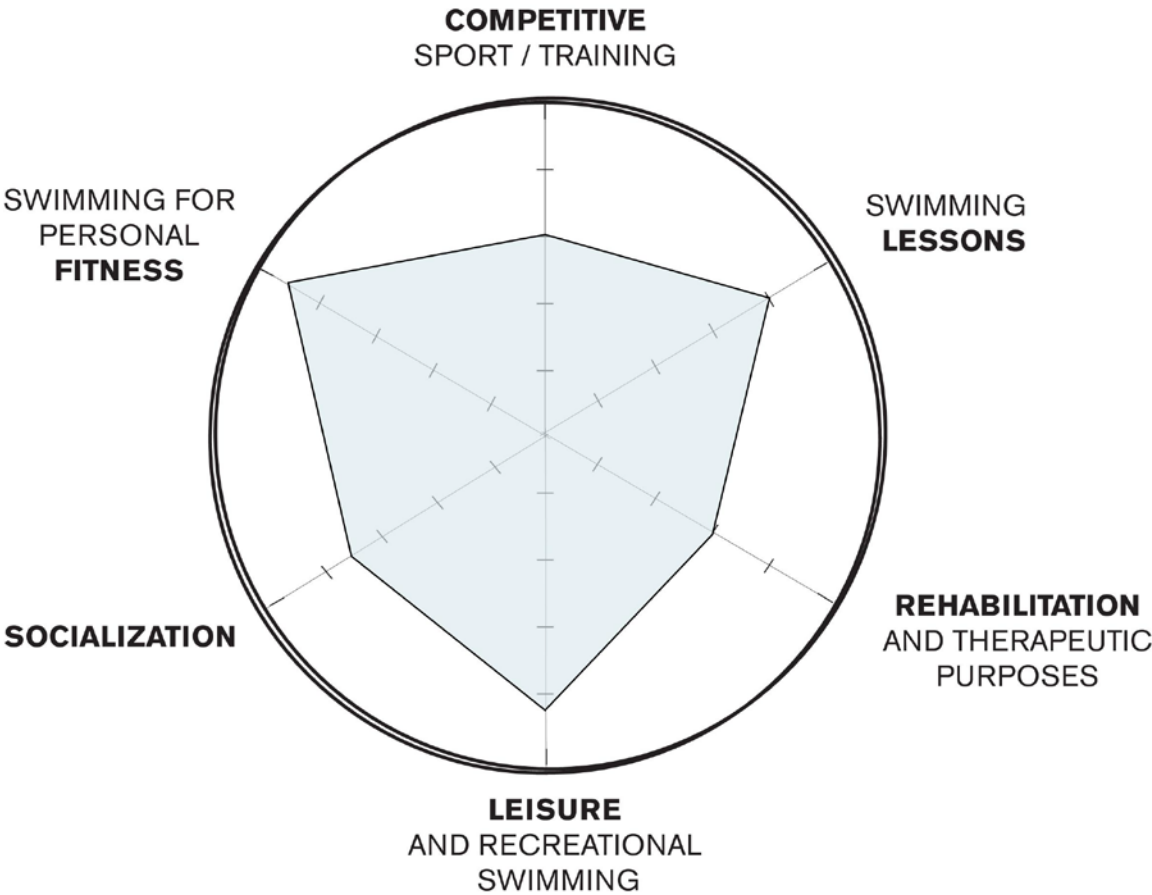 COMPETITIVE
SPORT / TRAINING
SWIMMING
LESSONS
REHABILITATION
AND THERAPEUTIC
PURPOSES
LEISURE
AND RECREATIONAL
SWIMMING
SOCIALIZATION
SWIMMING FOR
PERSONAL
FITNESS